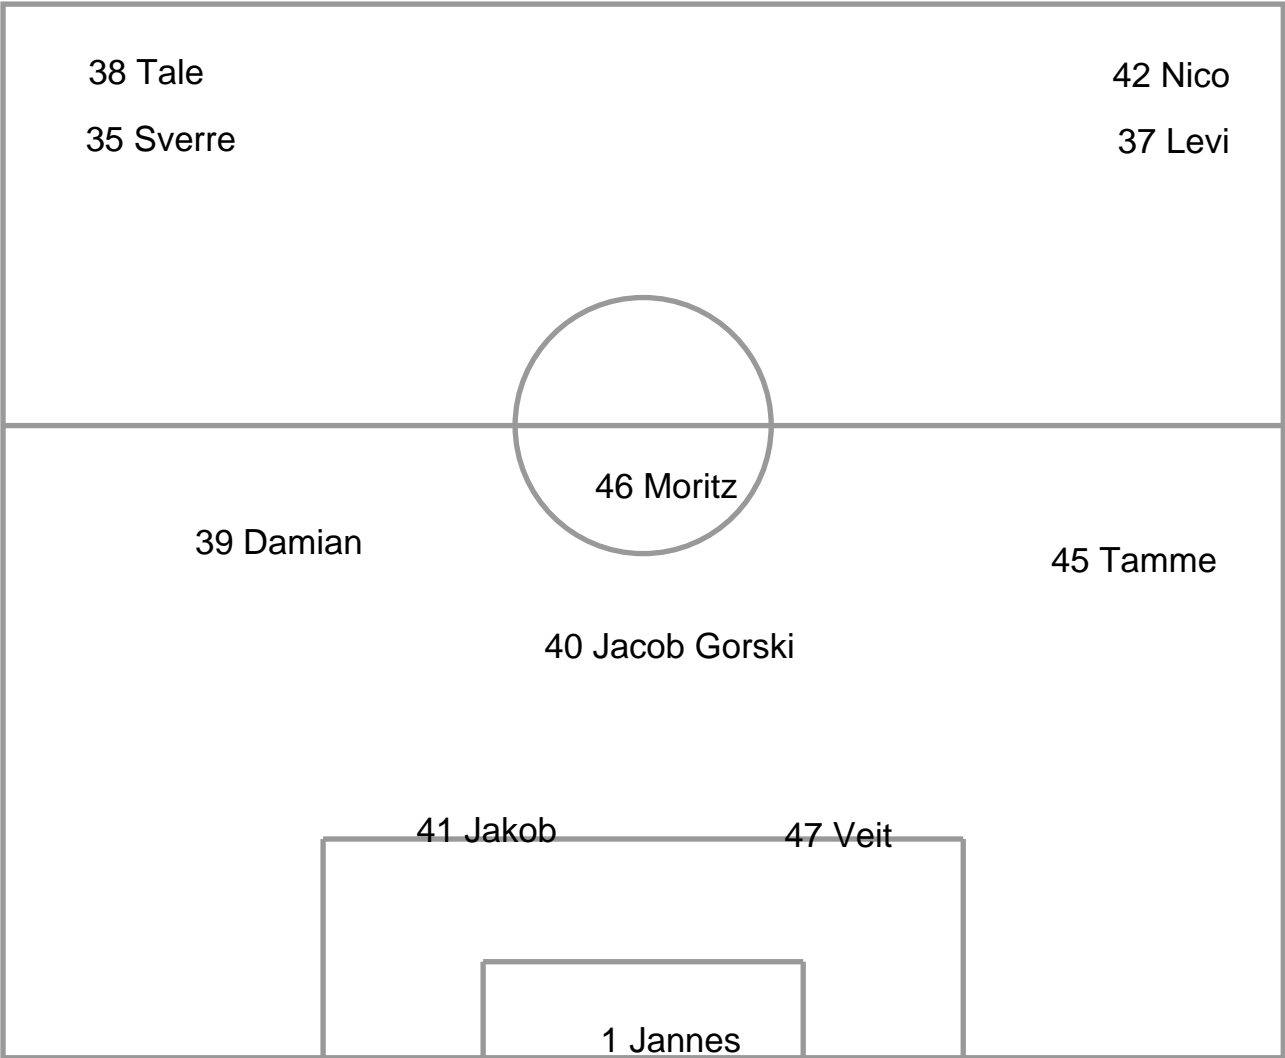 38 Tale
42 Nico
35 Sverre
37 Levi
46 Moritz
39 Damian
45 Tamme
40 Jacob Gorski
41 Jakob
47 Veit
1 Jannes